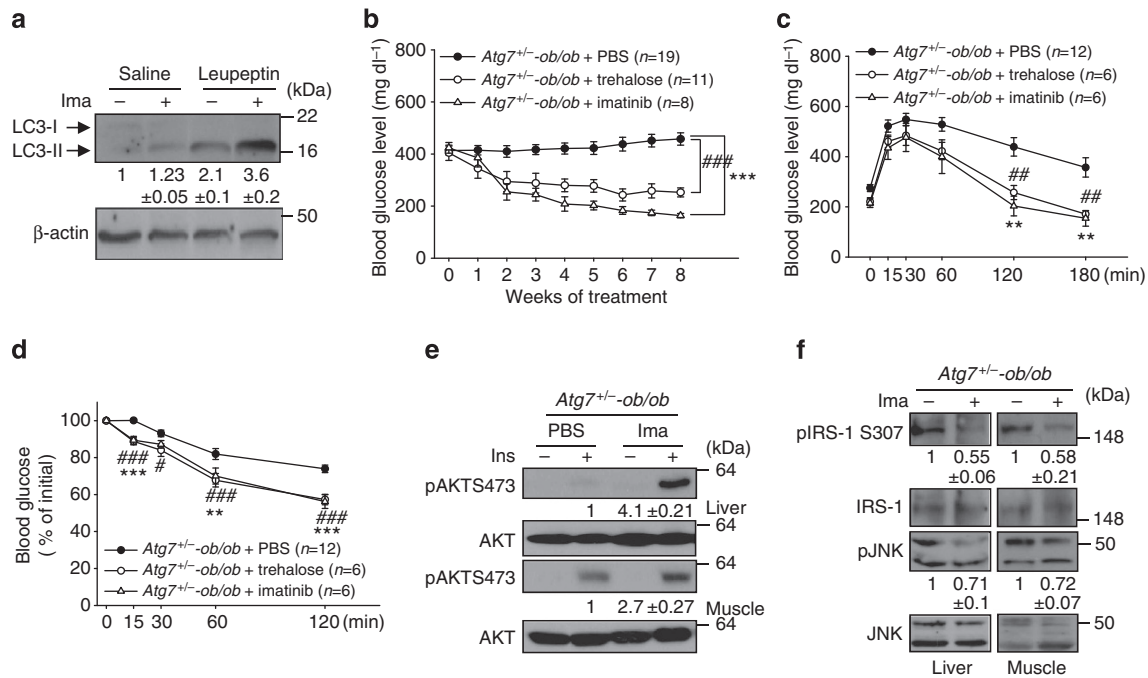 a
Saline Leupeptin (kDa)
Ima – + – +
LC3-I 22
LC3-II 16
1 1.23 2.1 3.6
±0.05 ±0.1 ±0.2
50
β-actin
b
Blood glucose level (mg dl⁻¹)
800
600
400
200
0
Atg7⁺/⁻-ob/ob + PBS (n=19)
Atg7⁺/⁻-ob/ob + trehalose (n=11)
Atg7⁺/⁻-ob/ob + imatinib (n=8)
###
***
0 1 2 3 4 5 6 7 8
Weeks of treatment
c
Blood glucose level (mg dl⁻¹)
800
600
400
200
0
Atg7⁺/⁻-ob/ob + PBS (n=12)
Atg7⁺/⁻-ob/ob + trehalose (n=6)
Atg7⁺/⁻-ob/ob + imatinib (n=6)
##
##
**
**
0 15 30 60 120 180 (min)
d
Blood glucose
( % of initial)
100
80
60
40
20
0
###
***
#
###
**
###
***
Atg7⁺/⁻-ob/ob + PBS (n=12)
Atg7⁺/⁻-ob/ob + trehalose (n=6)
Atg7⁺/⁻-ob/ob + imatinib (n=6)
0 15 30 60 120 (min)
e
Atg7⁺/⁻-ob/ob
PBS Ima (kDa)
Ins – + – +
64
pAKTS473
1 4.1 ±0.21 Liver
64
AKT
64
pAKTS473
1 2.7 ±0.27 Muscle
64
AKT
f
Atg7⁺/⁻-ob/ob
Ima – + – + (kDa)
pIRS-1 S307 148
1 0.55 1 0.58
±0.06 ±0.21
IRS-1 148
pJNK 50
1 0.71 1 0.72
±0.1 ±0.07
JNK 50
Liver Muscle